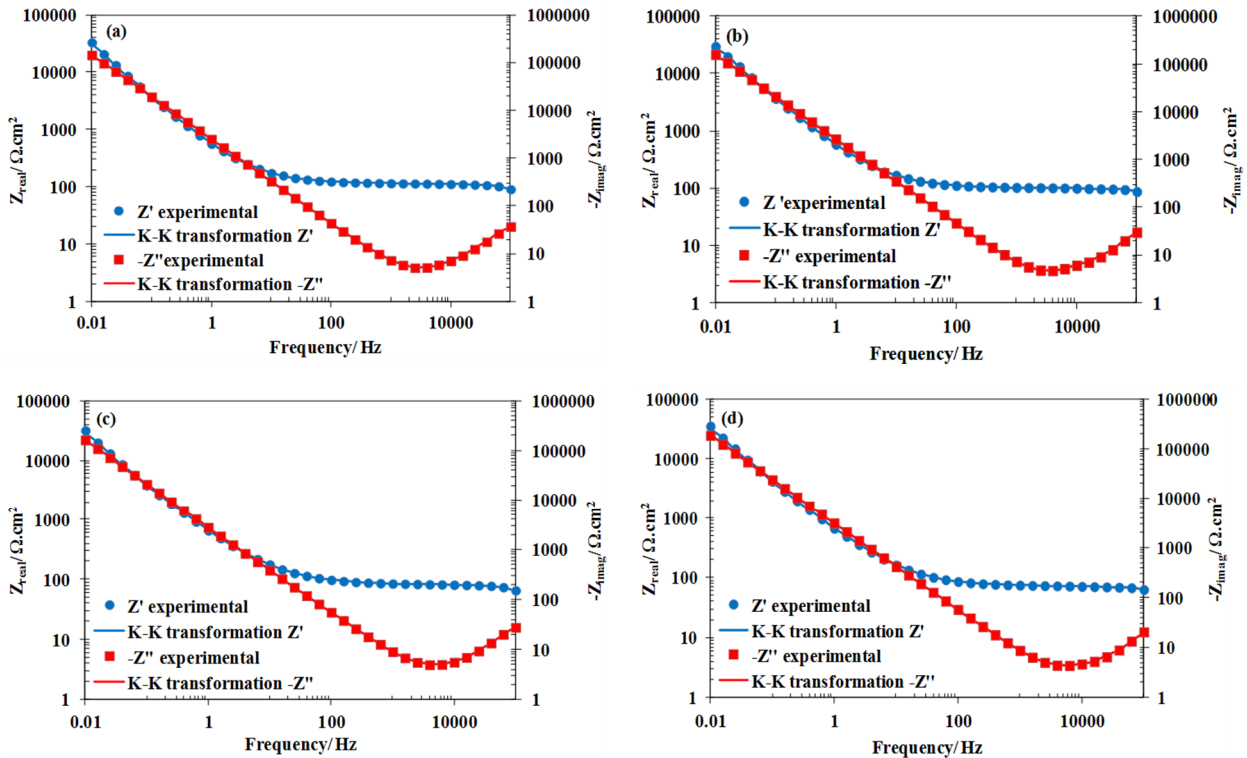 (a)
100000
10000
1000
100
10
1
1000000
100000
10000
1000
100
10
1
Zreal/ Ω.cm²
-Zimag/ Ω.cm²
Z' experimental
K-K transformation Z'
-Z"experimental
K-K transformation -Z"
0.01
1
100
10000
Frequency/ Hz
(b)
100000
10000
1000
100
10
1
1000000
100000
10000
1000
100
10
1
Zreal/ Ω.cm²
-Zimag/ Ω.cm²
Z 'experimental
K-K transformation Z'
-Z" experimental
K-K transformation -Z"
0.01
1
100
10000
Frequency/ Hz
(c)
100000
10000
1000
100
10
1
1000000
100000
10000
1000
100
10
1
Zreal/ Ω.cm²
-Zimag/ Ω.cm²
Z' experimental
K-K transformation Z'
-Z" experimental
K-K transformation -Z"
0.01
1
100
10000
Frequency/ Hz
(d)
100000
10000
1000
100
10
1
1000000
100000
10000
1000
100
10
1
Zreal/ Ω.cm²
-Zimag/ Ω.cm²
Z' experimental
K-K transformation Z'
-Z" experimental
K-K transformation -Z"
0.01
1
100
10000
Frequency/ Hz